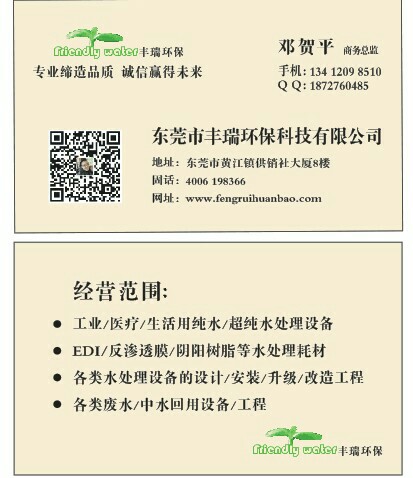 friendly water丰瑞环保
专业缔造品质 诚信赢得未来
邓贺平 商务总监
手机: 134 1209 8510
Q Q: 1872760485
东莞市丰瑞环保科技有限公司
地址: 东莞市黄江镇供销社大厦8楼
固话: 4006 198366
网址: www.fengruihuanbao.com
经营范围:
● 工业/医疗/生活用纯水/超纯水处理设备
● EDI/反渗透膜/阴阳树脂等水处理耗材
● 各类水处理设备的设计/安装/升级/改造工程
● 各类废水/中水回用设备/工程
friendly water丰瑞环保